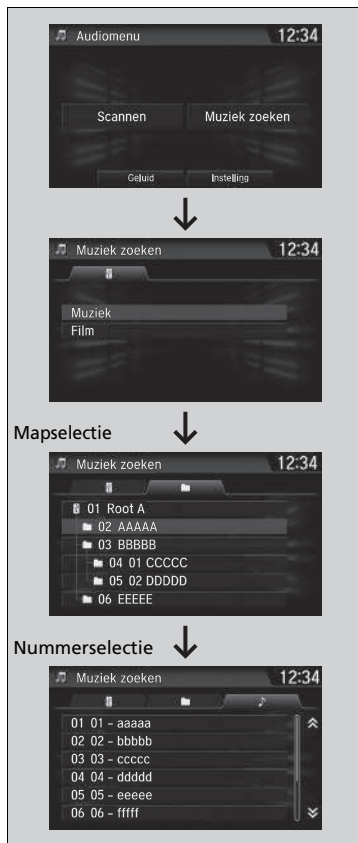 Audiomenu 12:34
Scannen Muziek zoeken
Geluid Instelling
Muziek zoeken 12:34
Muziek
Film
Mapselectie
Muziek zoeken 12:34
01 Root A
02 AAAAA
03 BBBBB
04 01 CCCCC
05 02 DDDDD
06 EEEEE
Nummerselectie
Muziek zoeken 12:34
01 01 – aaaaa
02 02 – bbbbb
03 03 – ccccc
04 04 – ddddd
05 05 – eeeee
06 06 – fffff